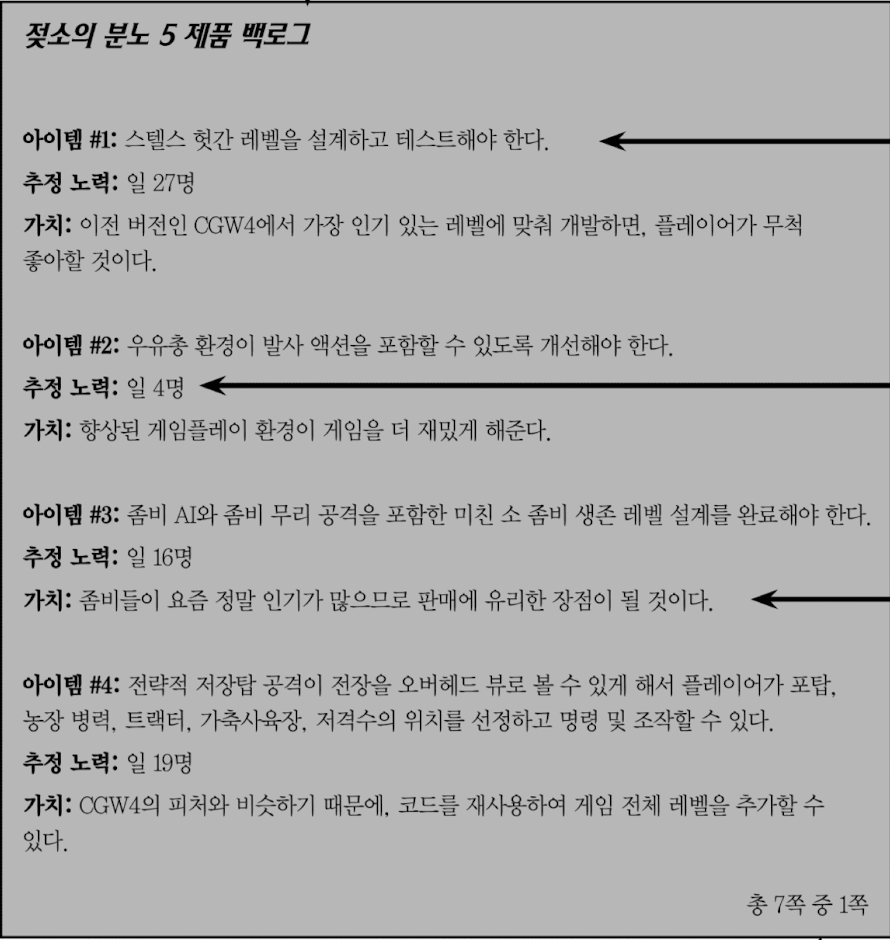 젖소의 분노 5 제품 백로그
아이템 #1: 스텔스 헛간 레벨을 설계하고 테스트해야 한다.
추정 노력: 일 27명
가치: 이전 버전인 CGW4에서 가장 인기 있는 레벨에 맞춰 개발하면, 플레이어가 무척
좋아할 것이다.
아이템 #2: 우유총 환경이 발사 액션을 포함할 수 있도록 개선해야 한다.
추정 노력: 일 4명
가치: 향상된 게임플레이 환경이 게임을 더 재밌게 해준다.
아이템 #3: 좀비 AI와 좀비 무리 공격을 포함한 미친 소 좀비 생존 레벨 설계를 완료해야 한다.
추정 노력: 일 16명
가치: 좀비들이 요즘 정말 인기가 많으므로 판매에 유리한 장점이 될 것이다.
아이템 #4: 전략적 저장탑 공격이 전장을 오버헤드 뷰로 볼 수 있게 해서 플레이어가 포탑,
농장 병력, 트랙터, 가축사육장, 저격수의 위치를 선정하고 명령 및 조작할 수 있다.
추정 노력: 일 19명
가치: CGW4의 피처와 비슷하기 때문에, 코드를 재사용하여 게임 전체 레벨을 추가할 수
있다.
총 7쪽 중 1쪽